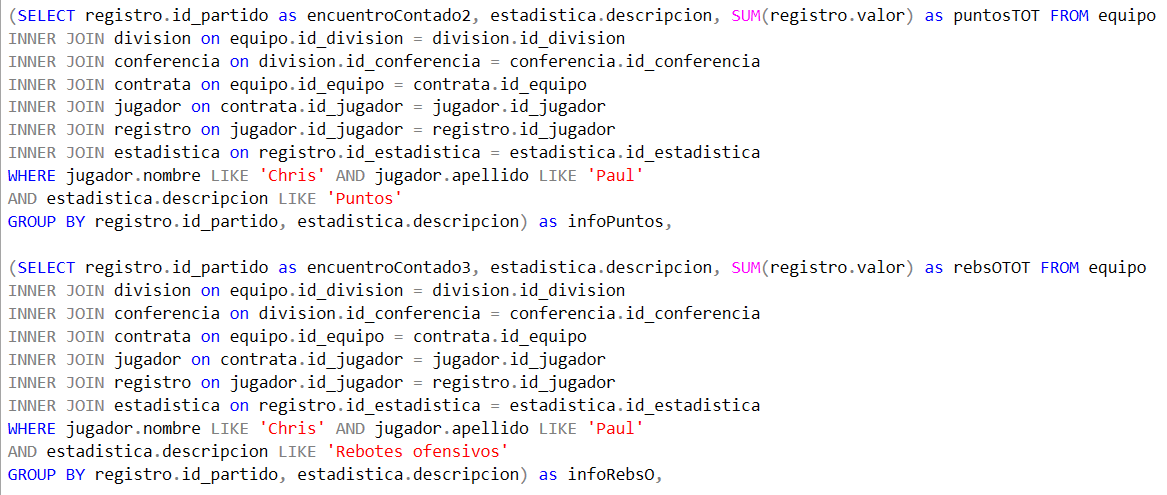 (SELECT registro.id_partido as encuentroContado2, estadistica.descripcion, SUM(registro.valor) as puntosTOT FROM equipo
INNER JOIN division on equipo.id_division = division.id_division
INNER JOIN conferencia on division.id_conferencia = conferencia.id_conferencia
INNER JOIN contrata on equipo.id_equipo = contrata.id_equipo
INNER JOIN jugador on contrata.id_jugador = jugador.id_jugador
INNER JOIN registro on jugador.id_jugador = registro.id_jugador
INNER JOIN estadistica on registro.id_estadistica = estadistica.id_estadistica
WHERE jugador.nombre LIKE 'Chris' AND jugador.apellido LIKE 'Paul'
AND estadistica.descripcion LIKE 'Puntos'
GROUP BY registro.id_partido, estadistica.descripcion) as infoPuntos,
(SELECT registro.id_partido as encuentroContado3, estadistica.descripcion, SUM(registro.valor) as rebsOTOT FROM equipo
INNER JOIN division on equipo.id_division = division.id_division
INNER JOIN conferencia on division.id_conferencia = conferencia.id_conferencia
INNER JOIN contrata on equipo.id_equipo = contrata.id_equipo
INNER JOIN jugador on contrata.id_jugador = jugador.id_jugador
INNER JOIN registro on jugador.id_jugador = registro.id_jugador
INNER JOIN estadistica on registro.id_estadistica = estadistica.id_estadistica
WHERE jugador.nombre LIKE 'Chris' AND jugador.apellido LIKE 'Paul'
AND estadistica.descripcion LIKE 'Rebotes ofensivos'
GROUP BY registro.id_partido, estadistica.descripcion) as infoRebsO,